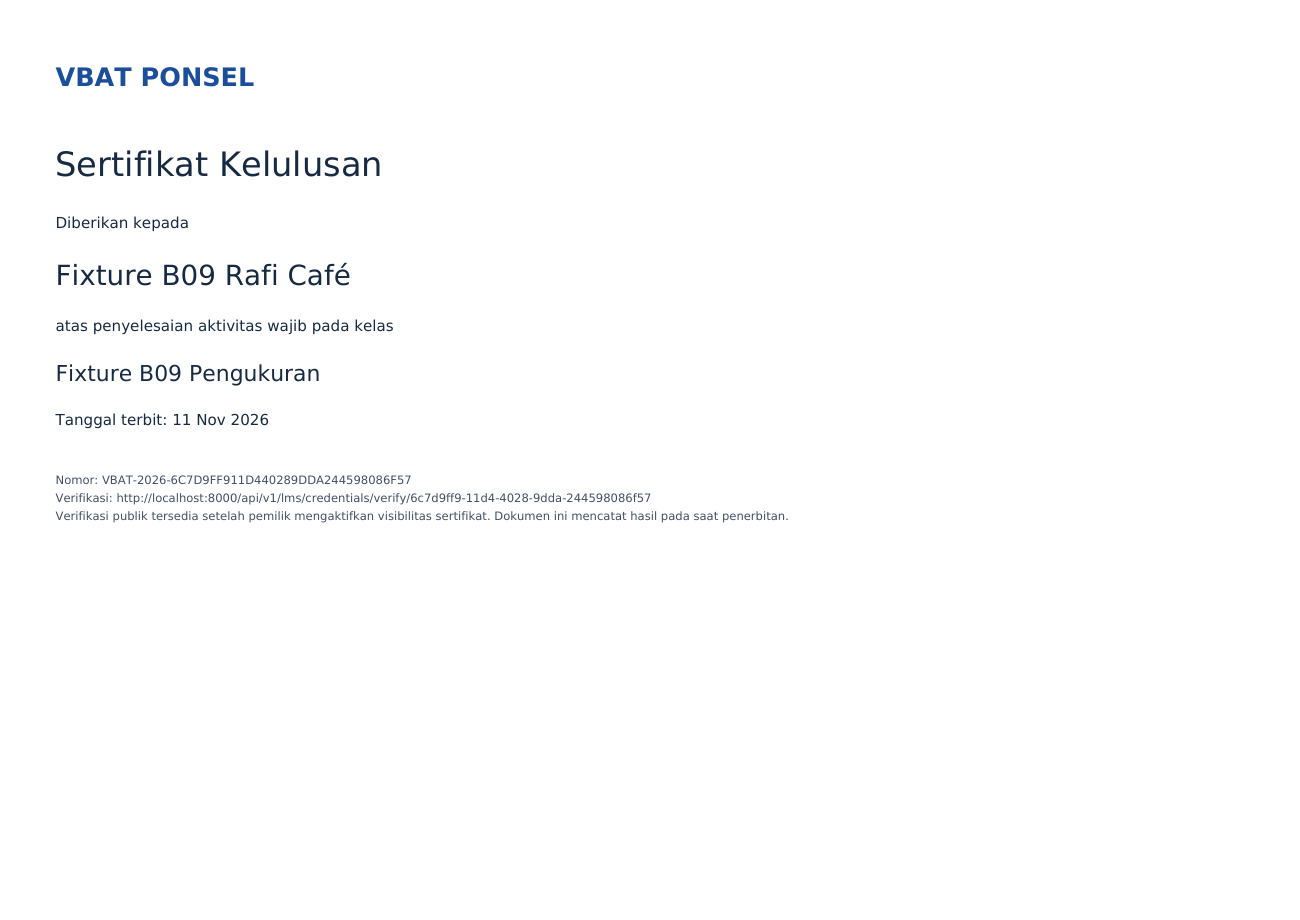 VBAT PONSEL
Sertifikat Kelulusan
Diberikan kepada
Fixture B09 Rafi Café
atas penyelesaian aktivitas wajib pada kelas
Fixture B09 Pengukuran
Tanggal terbit: 11 Nov 2026
Nomor: VBAT-2026-6C7D9FF911D440289DDA244598086F57
Verifikasi: http://localhost:8000/api/v1/lms/credentials/verify/6c7d9ff9-11d4-4028-9dda-244598086f57
Verifikasi publik tersedia setelah pemilik mengaktifkan visibilitas sertifikat. Dokumen ini mencatat hasil pada saat penerbitan.